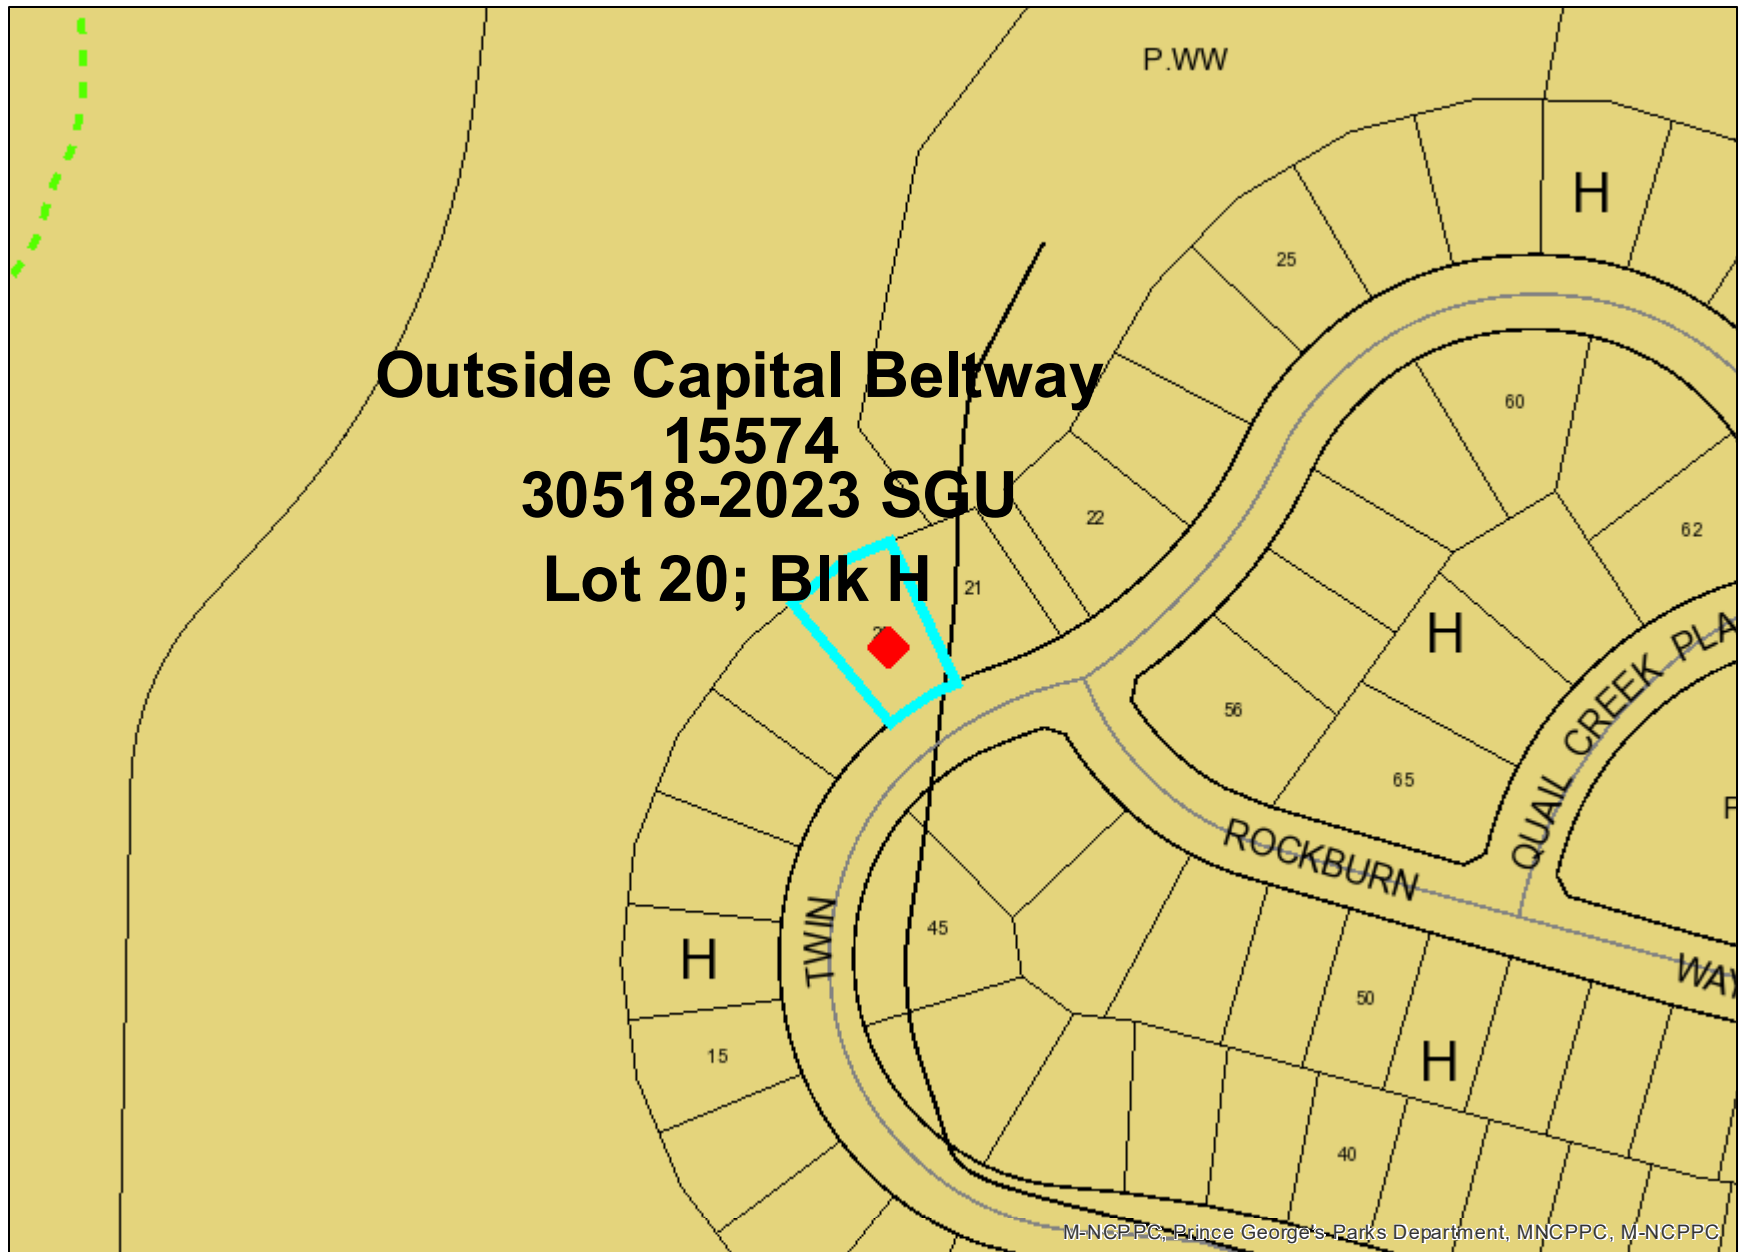 P.WW
H
25
Outside Capital Beltway
15574
30518-2023 SGU
Lot 20; Blk H
60
22
62
21
H
56
65
QUAIL CREEK PLA
ROCKBURN
WAY
TWIN
45
H
15
50
H
40
M-NCPPC, Prince George's Parks Department, MNCPPC, M-NCPPC